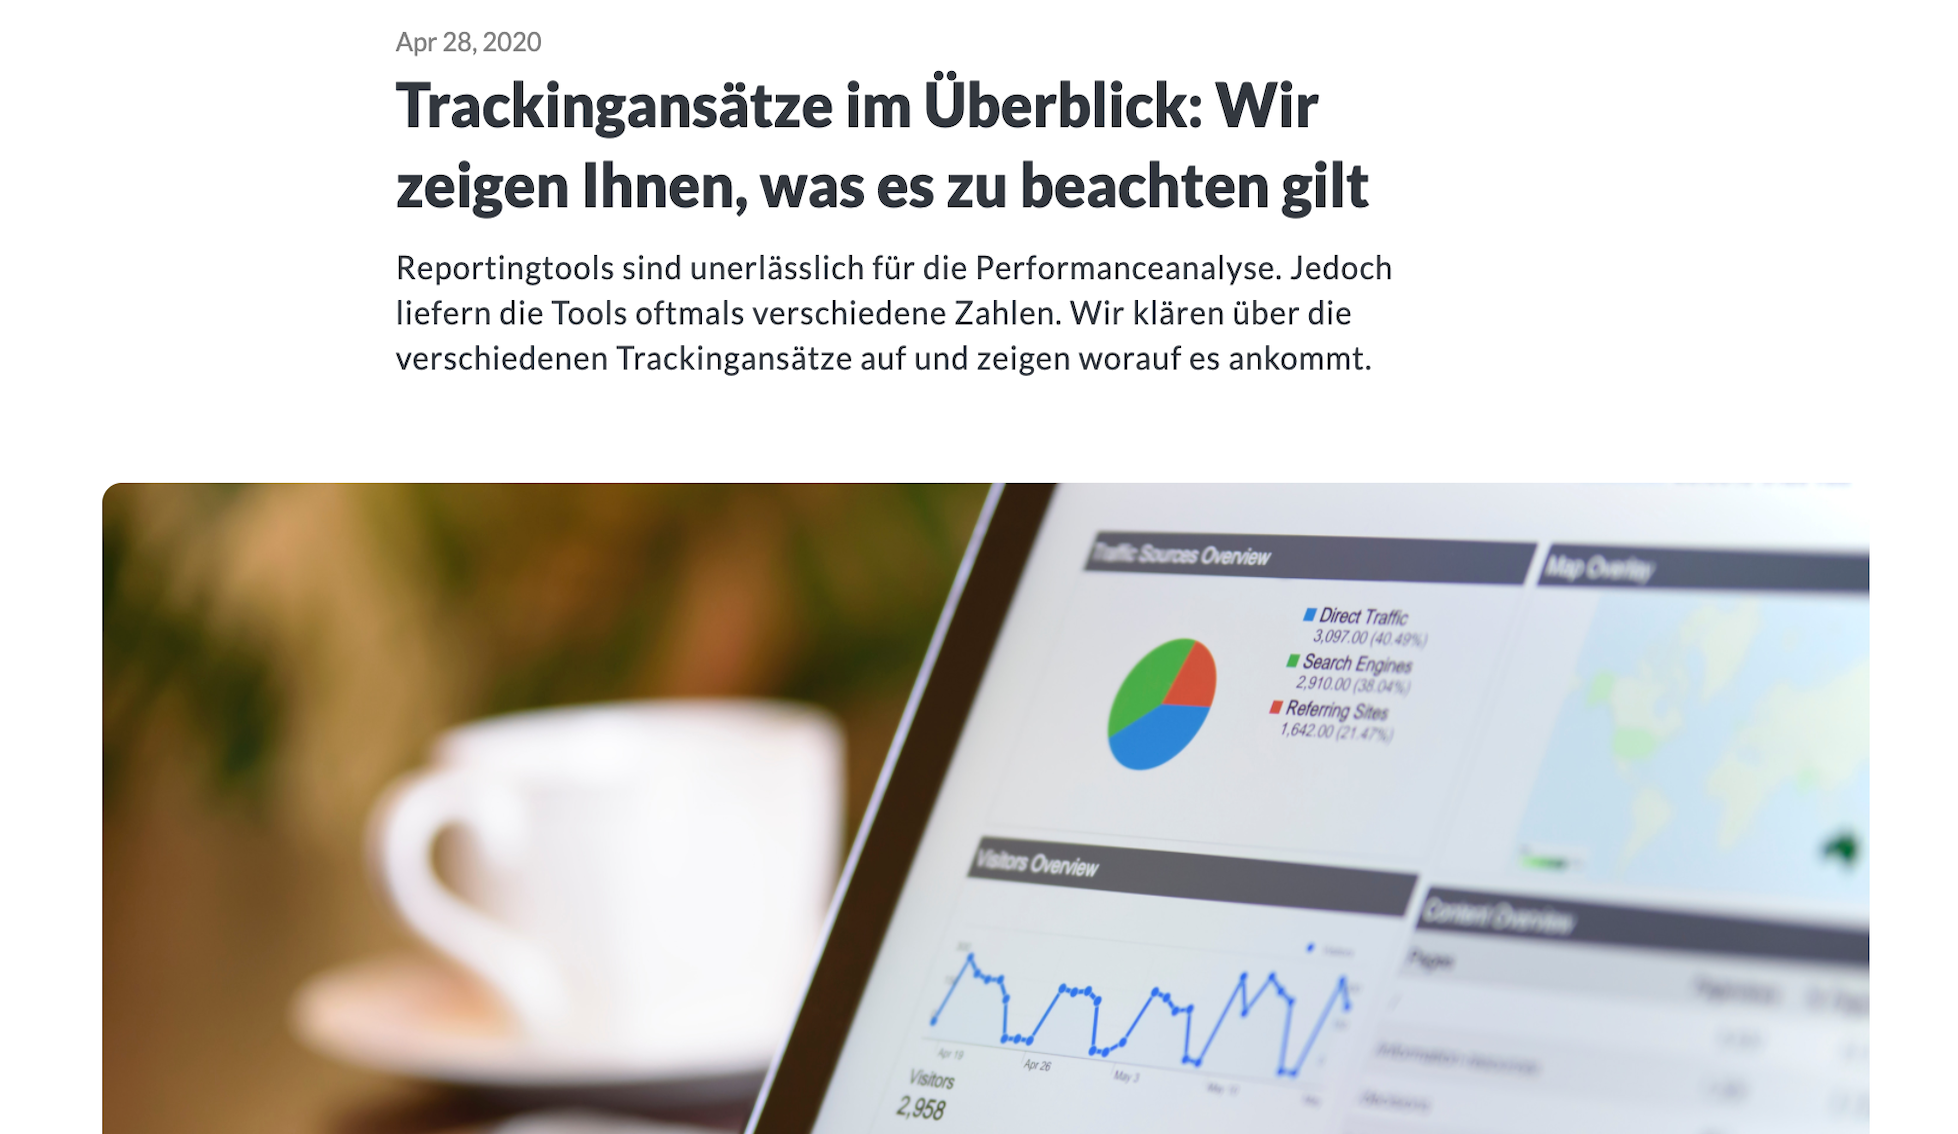 Apr 28, 2020
Trackingansätze im Überblick: Wir
zeigen Ihnen, was es zu beachten gilt
Reportingtools sind unerlässlich für die Performanceanalyse. Jedoch
liefern die Tools oftmals verschiedene Zahlen. Wir klären über die
verschiedenen Trackingansätze auf und zeigen worauf es ankommt.
Traffic Sources Overview
Map Overlay
Direct Traffic
3,097.00 (40.49%)
Search Engines
2,910.00 (38.04%)
Referring Sites
1,642.00 (21.47%)
Visitors Overview
Content Overview
Pages
Apr 19
Apr 26
May 3
Visitors
2,958